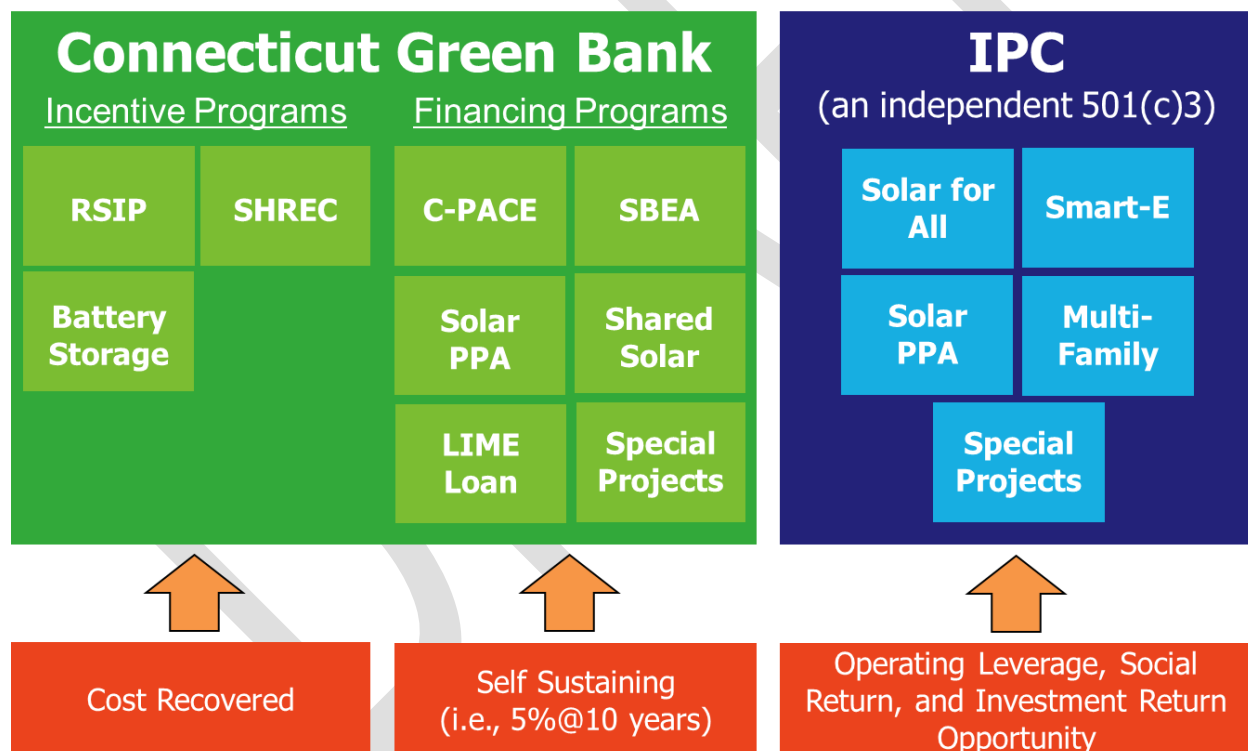 Connecticut Green Bank
Incentive Programs
Financing Programs
RSIP
SHREC
Battery
Storage
C-PACE
SBEA
Solar
PPA
Shared
Solar
LIME
Loan
Special
Projects
Cost Recovered
Self Sustaining
(i.e., 5%@10 years)
IPC
(an independent 501(c)3)
Solar for
All
Smart-E
Solar
PPA
Multi-
Family
Special
Projects
Operating Leverage, Social
Return, and Investment Return
Opportunity